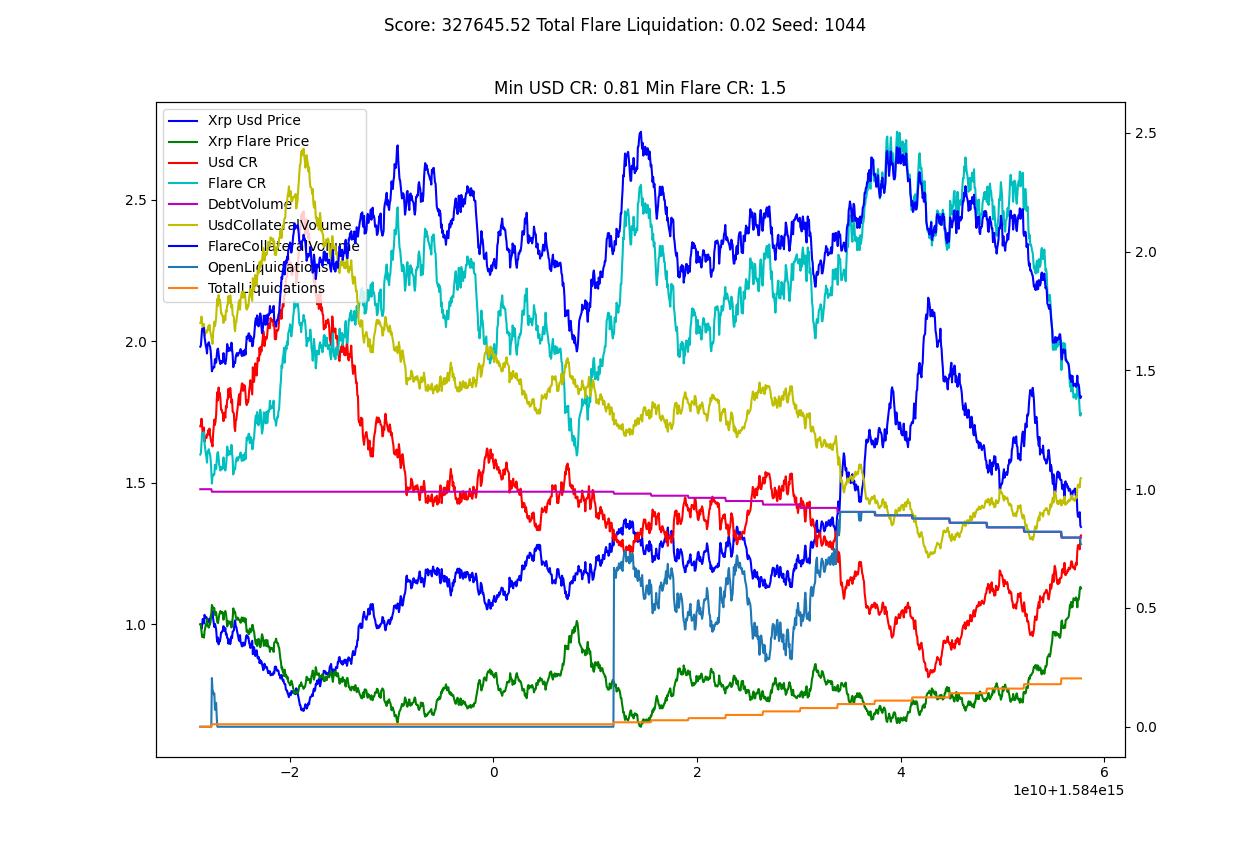 Score: 327645.52 Total Flare Liquidation: 0.02 Seed: 1044
Min USD CR: 0.81 Min Flare CR: 1.5
Xrp Usd Price
Xrp Flare Price
Usd CR
Flare CR
DebtVolume
UsdCollateralVolume
FlareCollateralVolume
OpenLiquidations
TotalLiquidations
2.5
2.0
1.5
1.0
2.5
2.0
1.5
1.0
0.5
0.0
−2
0
2
4
6
1e10+1.584e15